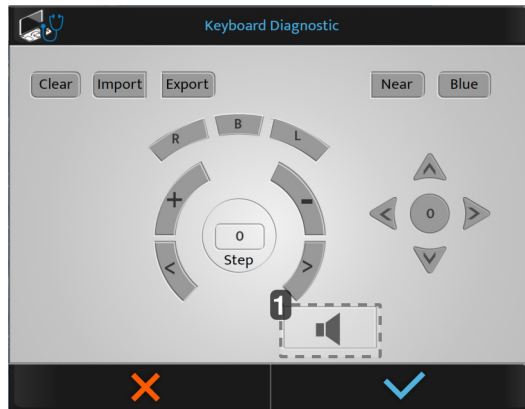 Keyboard Diagnostic
Clear Import Export Near Blue
R B L
+ -
0
Step
< >
0
1